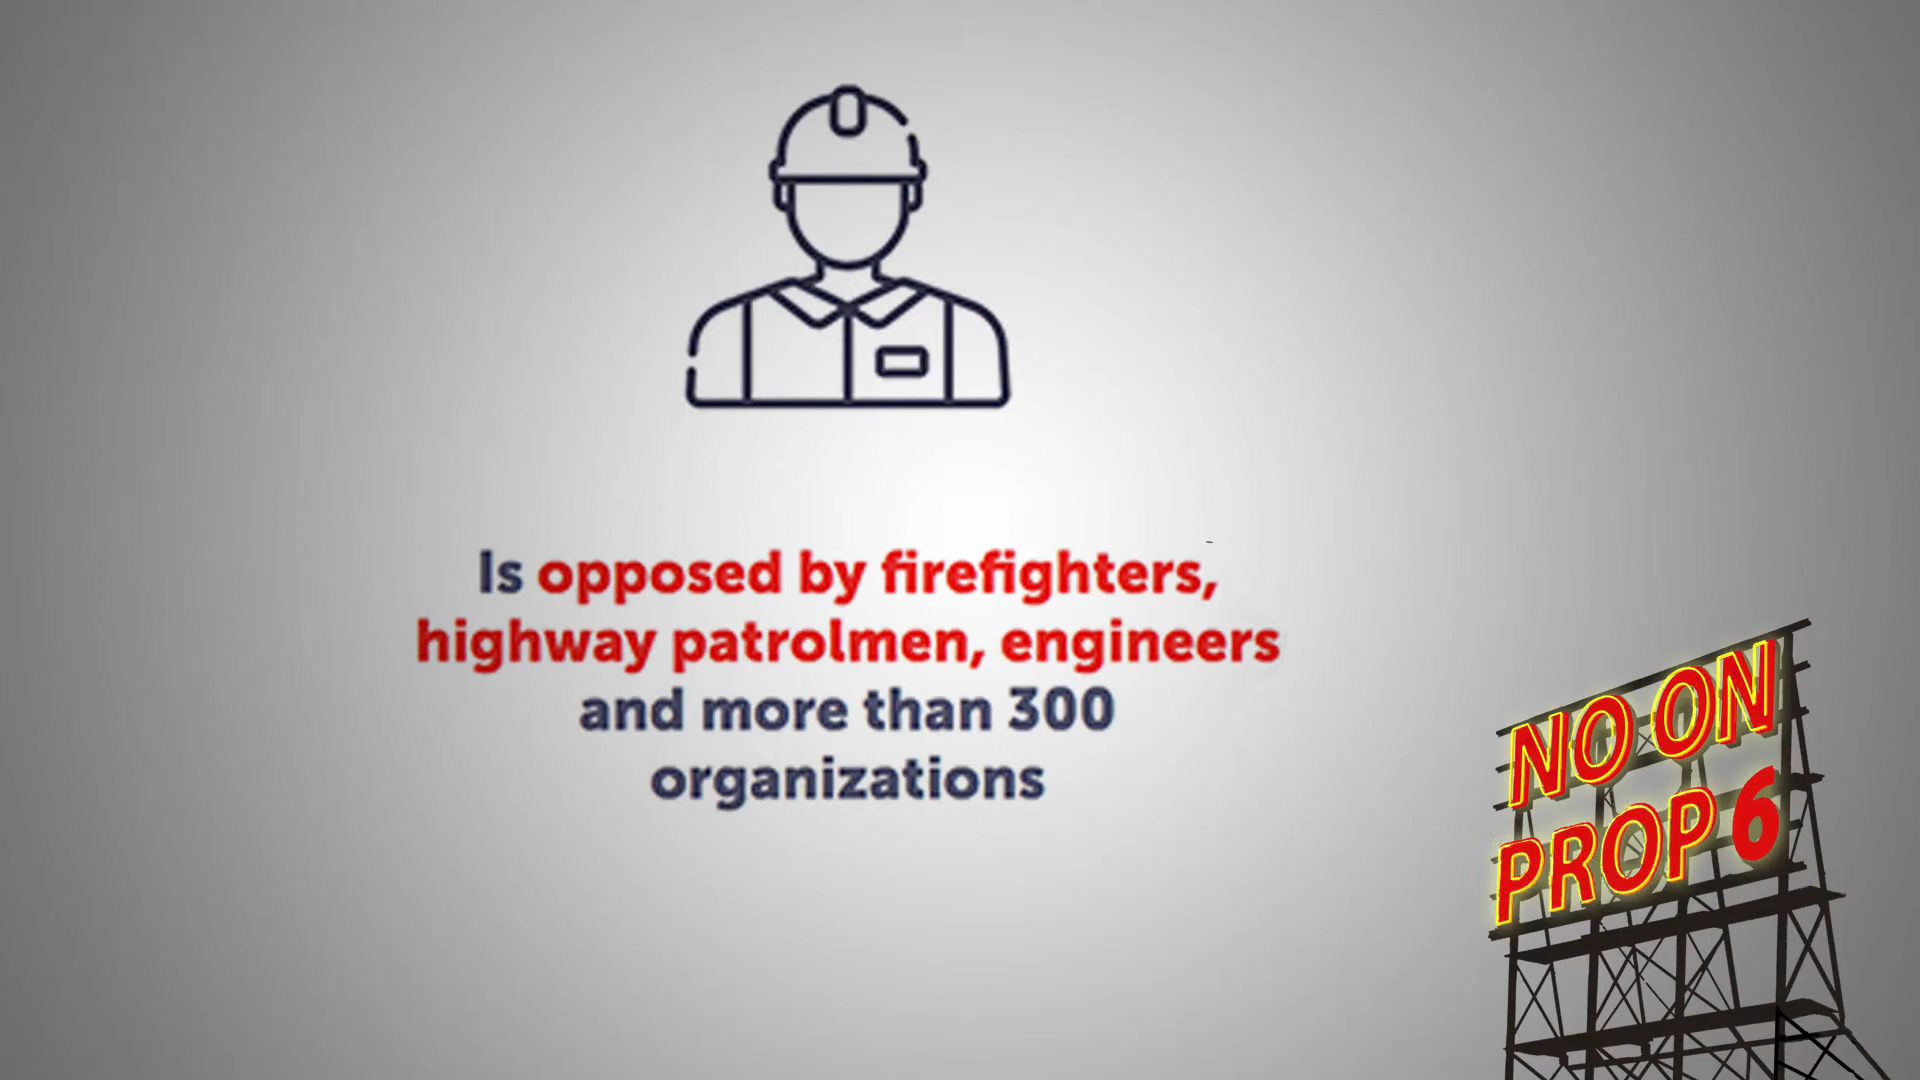 Is opposed by firefighters,
highway patrolmen, engineers
and more than 300
organizations
NO ON
PROP 6